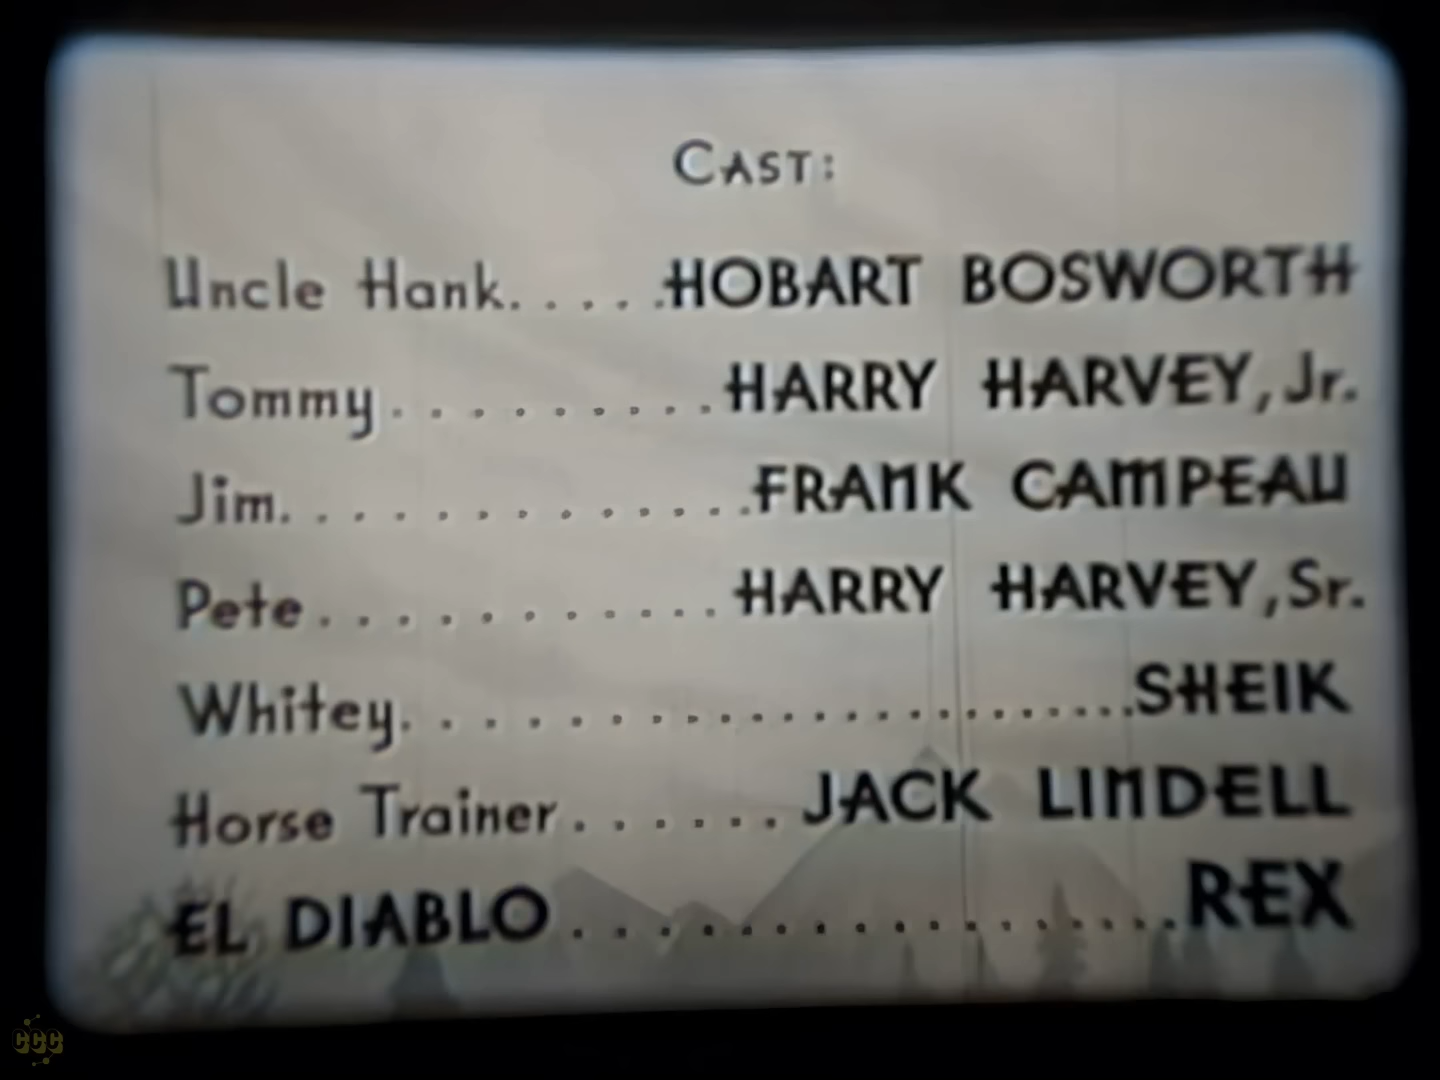 CAST:
Uncle Hank.....HOBART BOSWORTH
Tommy.........HARRY HARVEY, Jr.
Jim............FRANK CAMPEAU
Pete..........HARRY HARVEY, Sr.
Whitey...............SHEIK
Horse Trainer......JACK LINDELL
EL DIABLO..............REX
CCC